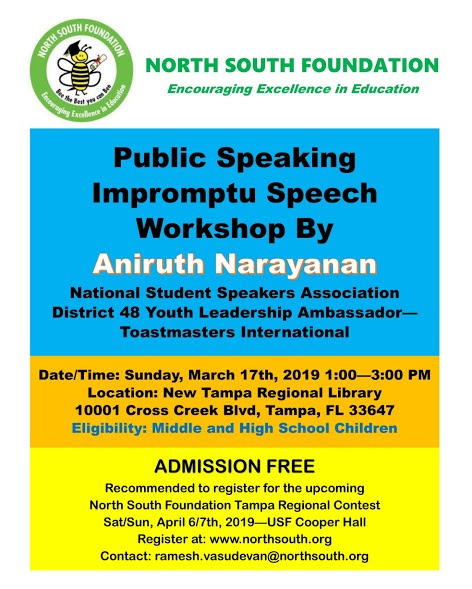 NORTH SOUTH FOUNDATION
Bee the Best you can Bee
Encouraging Excellence in Education
NORTH SOUTH FOUNDATION
Encouraging Excellence in Education
Public Speaking
Impromptu Speech
Workshop By
Aniruth Narayanan
National Student Speakers Association
District 48 Youth Leadership Ambassador—
Toastmasters International
Date/Time: Sunday, March 17th, 2019 1:00—3:00 PM
Location: New Tampa Regional Library
10001 Cross Creek Blvd, Tampa, FL 33647
Eligibility: Middle and High School Children
ADMISSION FREE
Recommended to register for the upcoming
North South Foundation Tampa Regional Contest
Sat/Sun, April 6/7th, 2019—USF Cooper Hall
Register at: www.northsouth.org
Contact: ramesh.vasudevan@northsouth.org